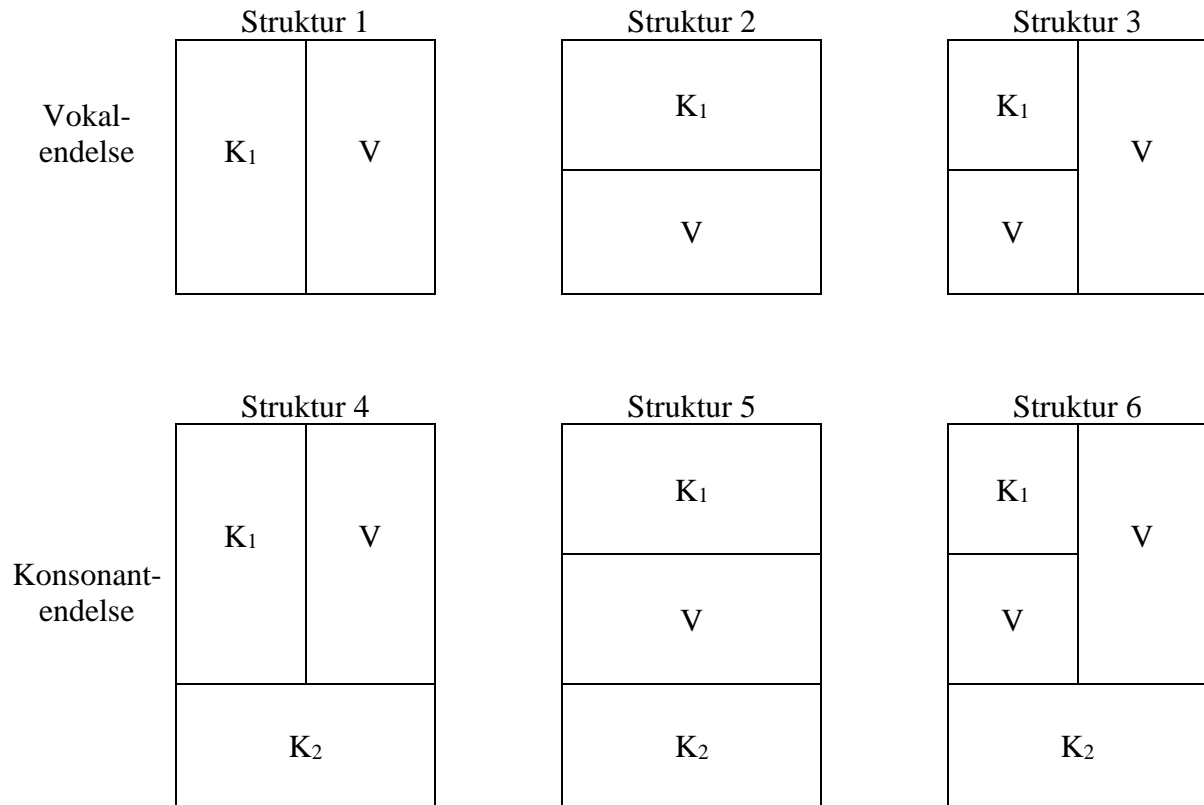 Struktur 1 Struktur 2 Struktur 3
Vokal-
endelse
K₁ V
K₁
V
K₁ V
V
Struktur 4 Struktur 5 Struktur 6
Konsonant-
endelse
K₁ V
K₂
K₁
V
K₂
K₁ V
V
K₂